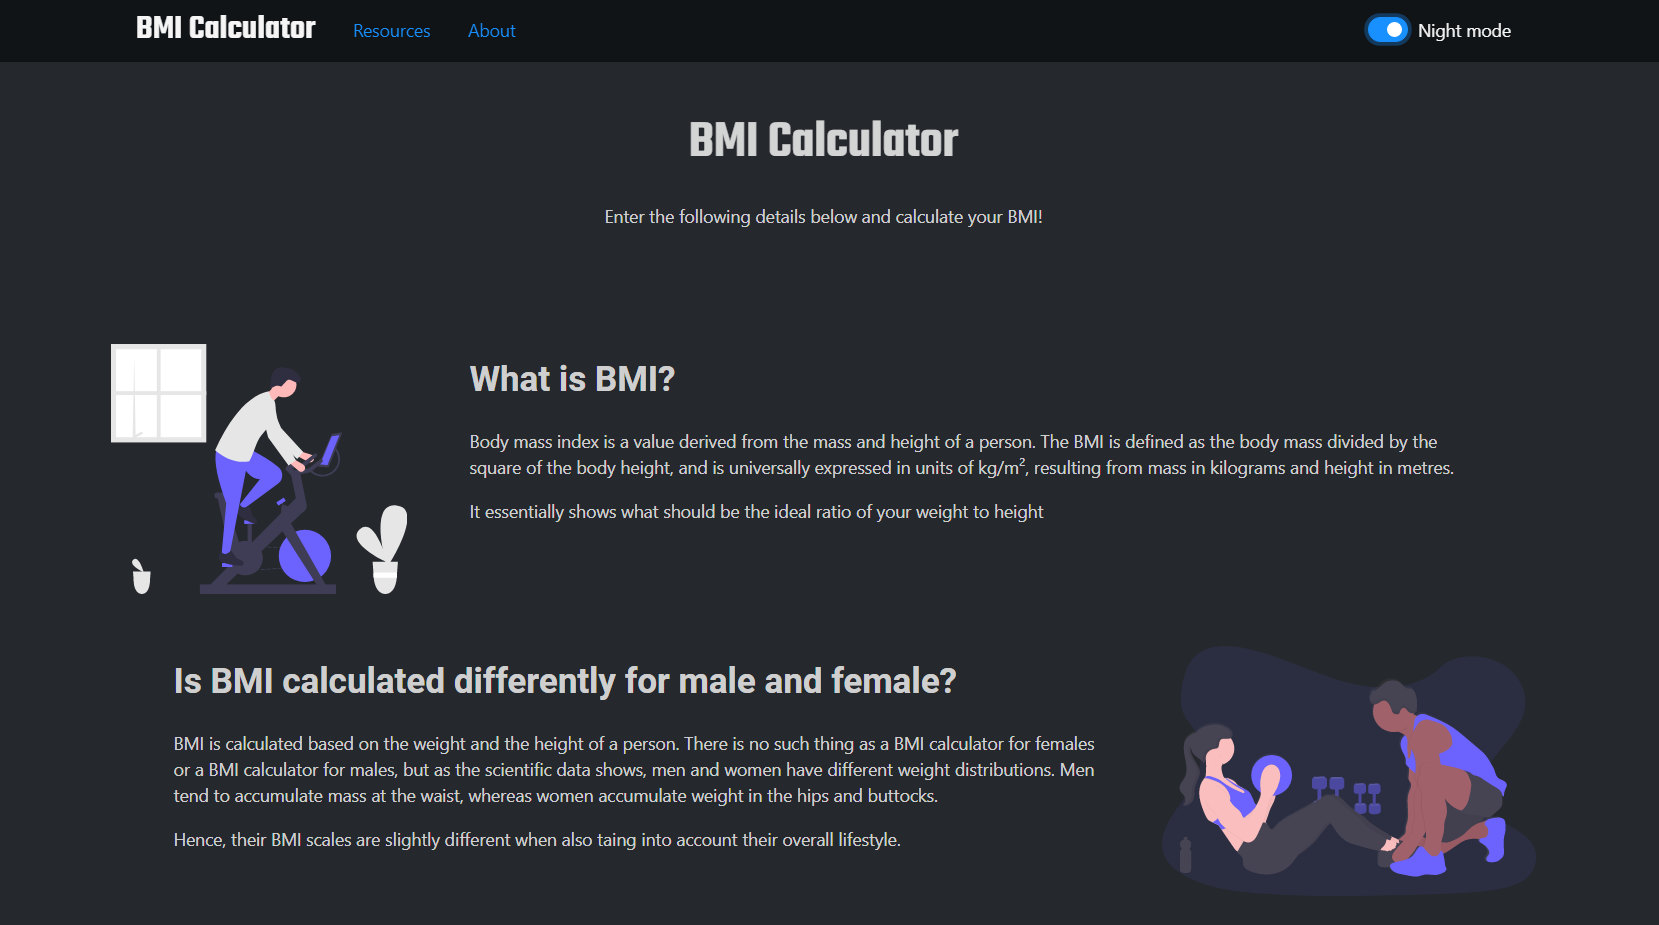 BMI Calculator Resources About Night mode
BMI Calculator
Enter the following details below and calculate your BMI!
What is BMI?
Body mass index is a value derived from the mass and height of a person. The BMI is defined as the body mass divided by the
square of the body height, and is universally expressed in units of kg/m², resulting from mass in kilograms and height in metres.
It essentially shows what should be the ideal ratio of your weight to height
Is BMI calculated differently for male and female?
BMI is calculated based on the weight and the height of a person. There is no such thing as a BMI calculator for females
or a BMI calculator for males, but as the scientific data shows, men and women have different weight distributions. Men
tend to accumulate mass at the waist, whereas women accumulate weight in the hips and buttocks.
Hence, their BMI scales are slightly different when also taing into account their overall lifestyle.